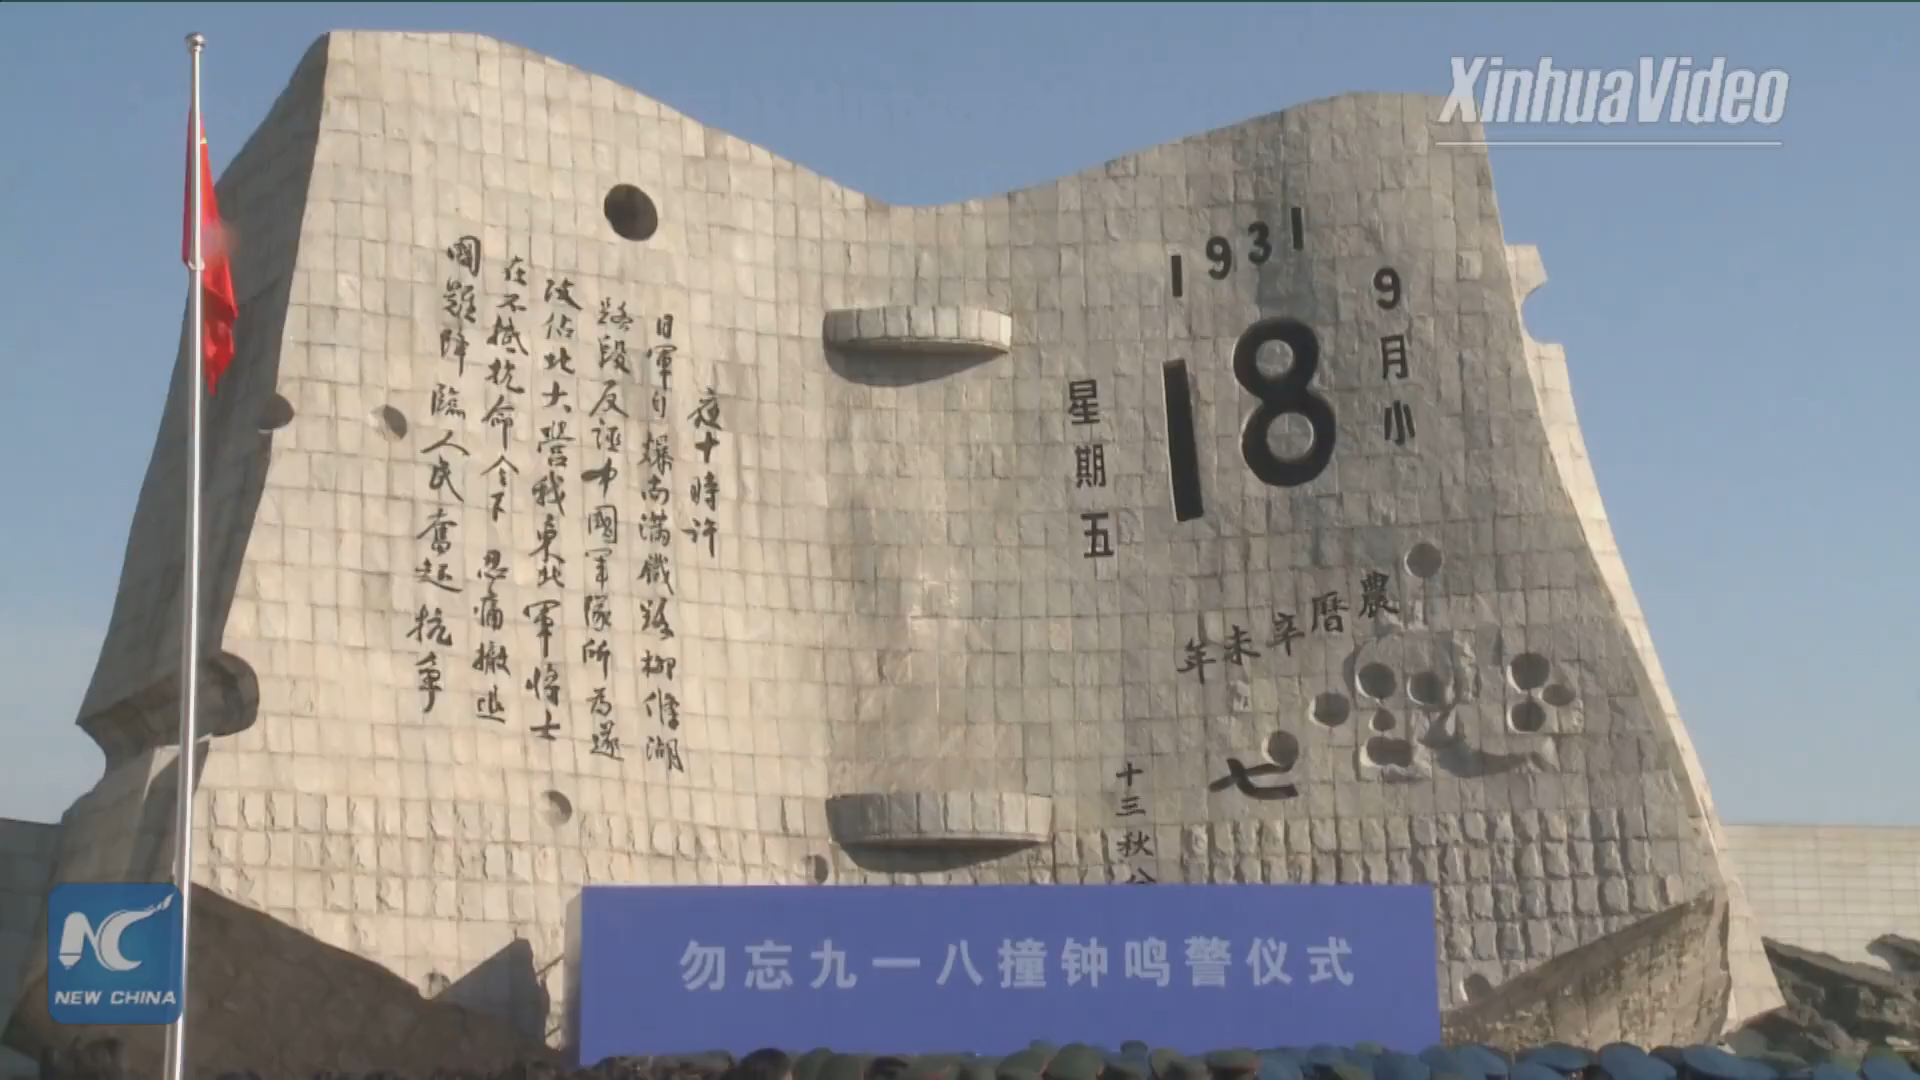 XinhuaVideo
1931
9月小
18
星期五
農曆辛未年
七
十三秋
夜十時許
日軍自爆南滿鐵路柳條湖
路段反誣中國軍隊所為遂
攻佔北大營我東北軍將士
在不抵抗命令下忍痛撤退
國難降臨人民奮起抗爭
勿忘九一八撞钟鸣警仪式
NEW CHINA